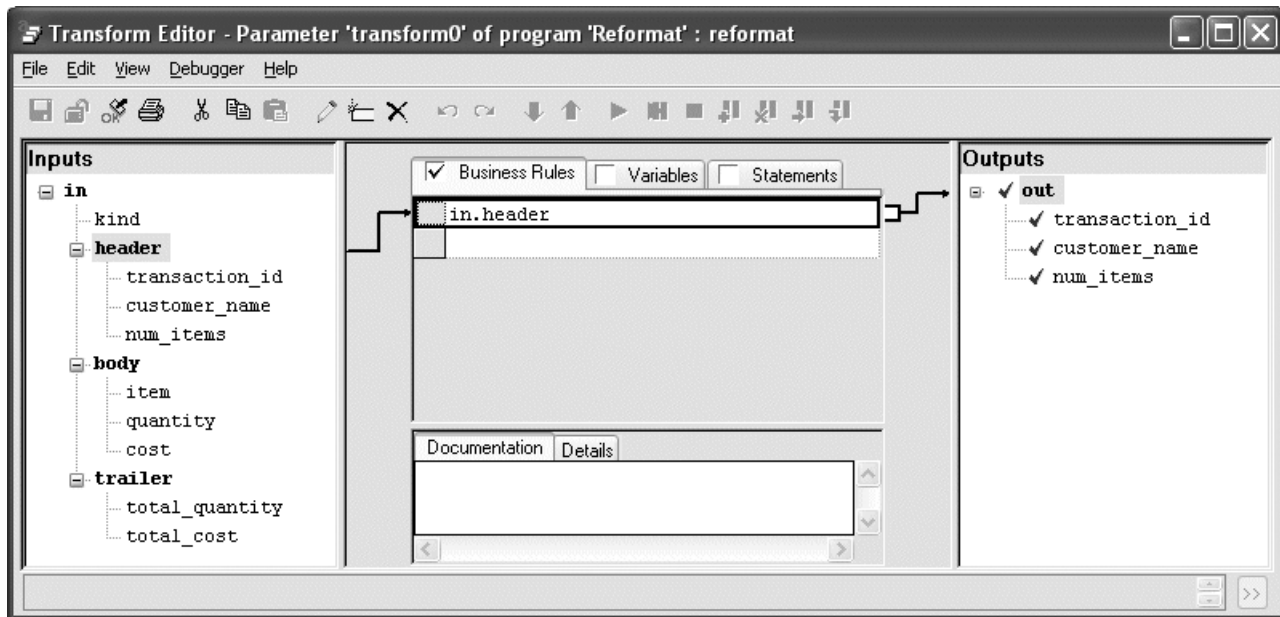 Transform Editor - Parameter 'transform0' of program 'Reformat' : reformat
File Edit View Debugger Help
Inputs
in
kind
header
transaction_id
customer_name
num_items
body
item
quantity
cost
trailer
total_quantity
total_cost
Business Rules Variables Statements
in.header
Documentation Details
Outputs
out
transaction_id
customer_name
num_items
>>